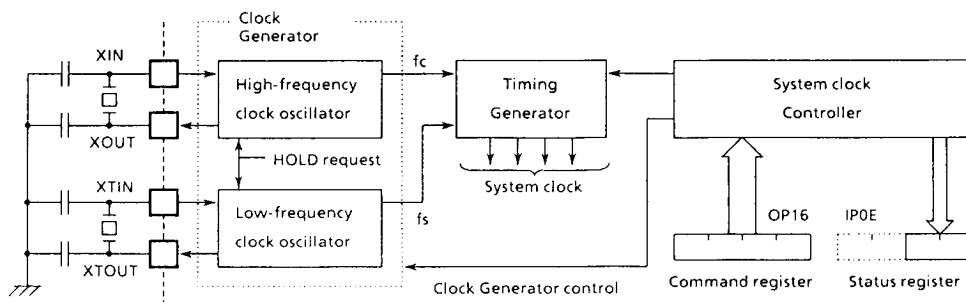 Clock
Generator
XIN
XOUT
XTIN
XTOUT
High-frequency
clock oscillator
HOLD request
Low-frequency
clock oscillator
fc
fs
Timing
Generator
System clock
System clock
Controller
OP16
IP0E
Command register
Status register
Clock Generator control